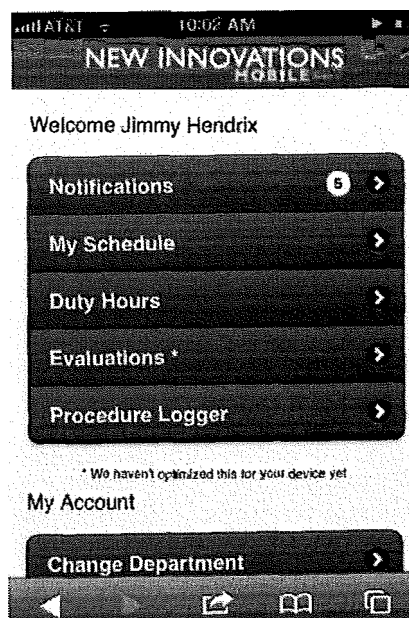 AT&T 10:02 AM
NEW INNOVATIONS
MOBILE
Welcome Jimmy Hendrix
Notifications 5
My Schedule
Duty Hours
Evaluations *
Procedure Logger
* We haven't optimized this for your device yet
My Account
Change Department